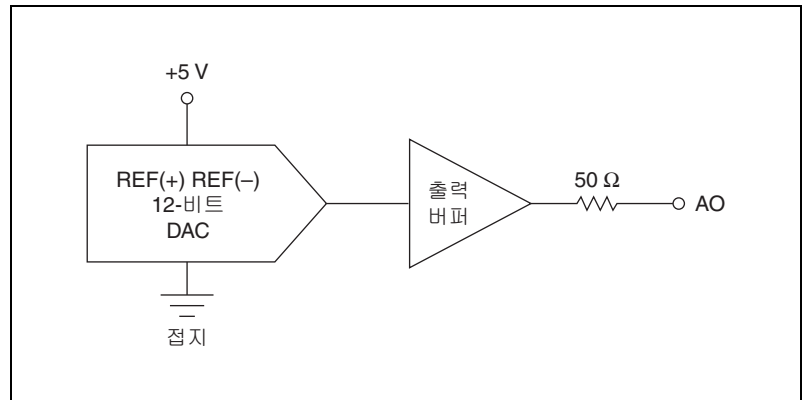 +5 V
REF(+) REF(–)
12-비트
DAC
접지
출력
버퍼
50 Ω
AO